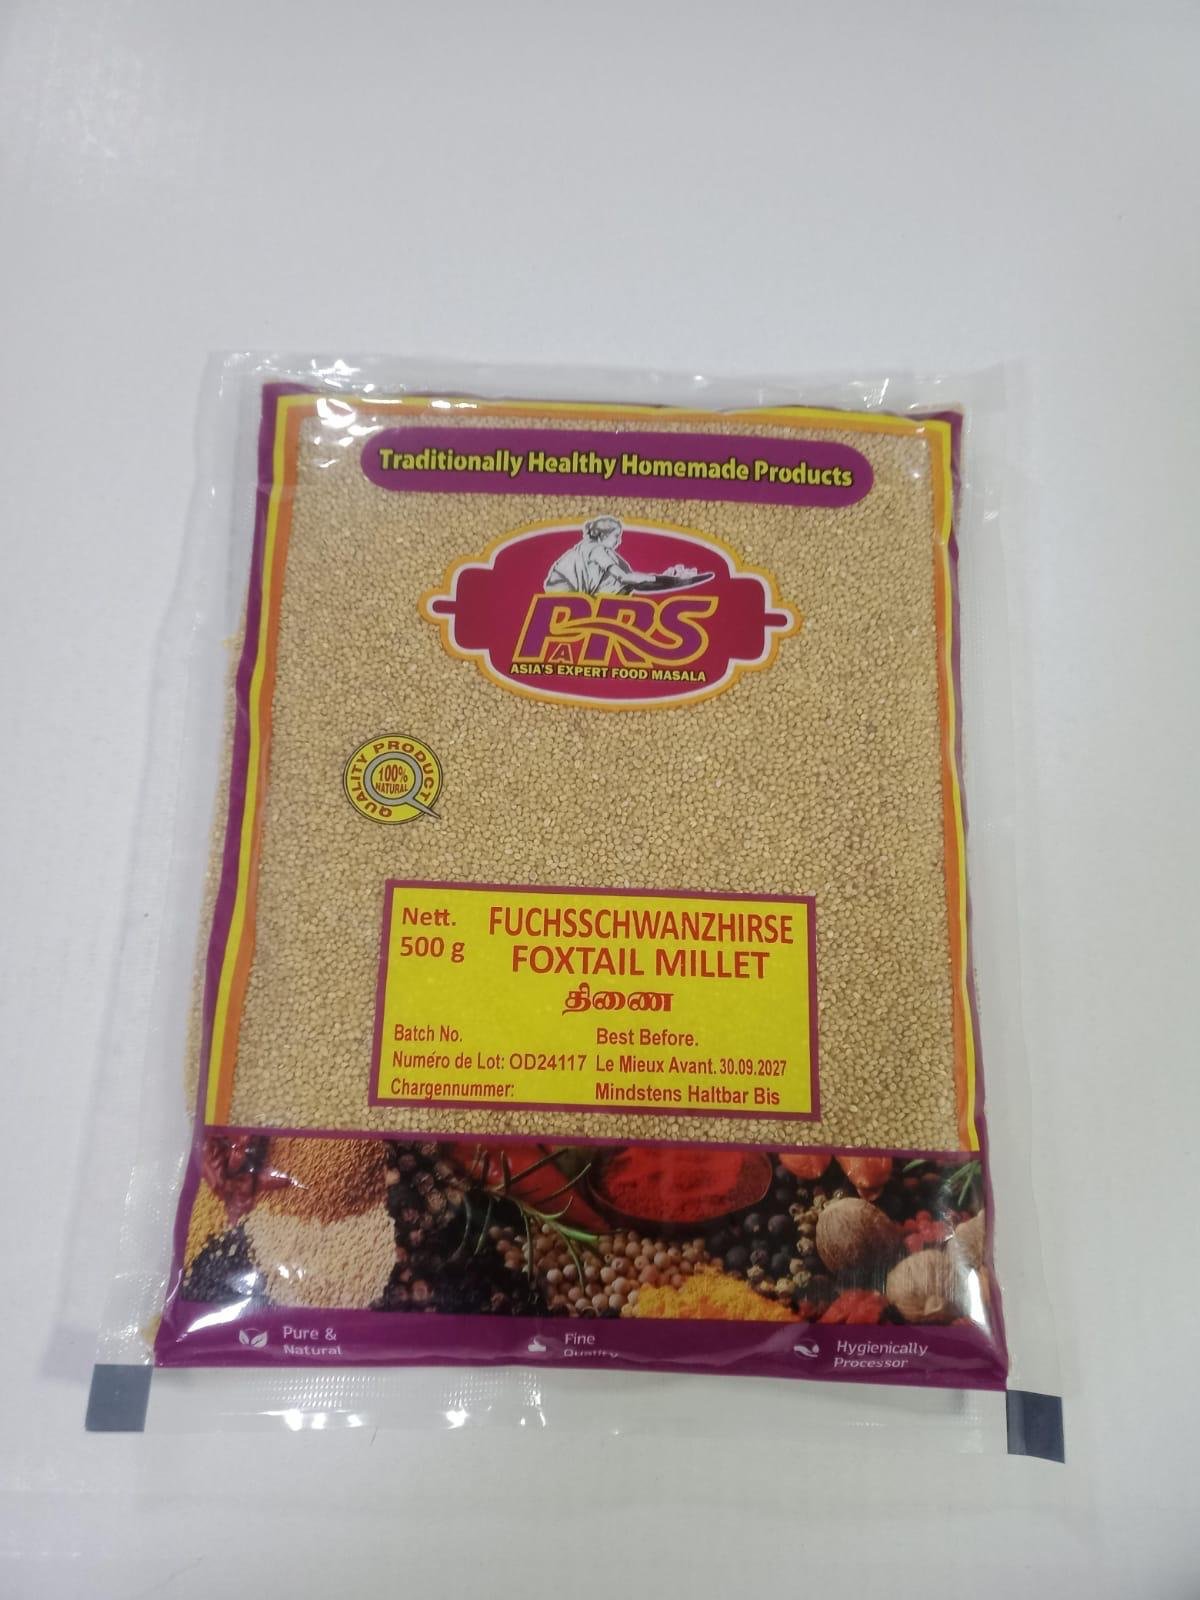 Traditionally Healthy Homemade Products
PARS
ASIA'S EXPERT FOOD MASALA
QUALITY PRODUCT
100%
NATURAL
Nett.
500 g
FUCHSSCHWANZHIRSE
FOXTAIL MILLET
திணை
Batch No.
Numéro de Lot: OD24117
Chargennummer:
Best Before.
Le Mieux Avant. 30.09.2027
Mindstens Haltbar Bis
Pure &
Natural
Fine
Quality
Hygienically
Processor